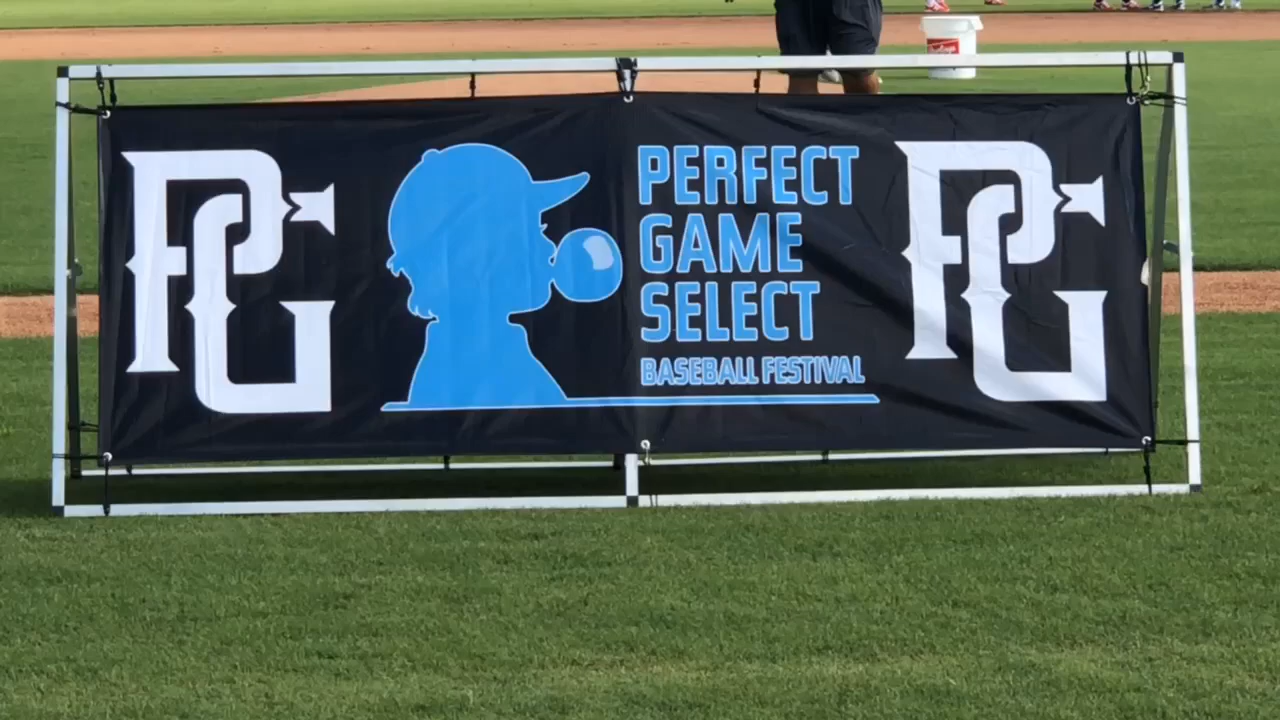 PG
PERFECT
GAME
SELECT
BASEBALL FESTIVAL
PG